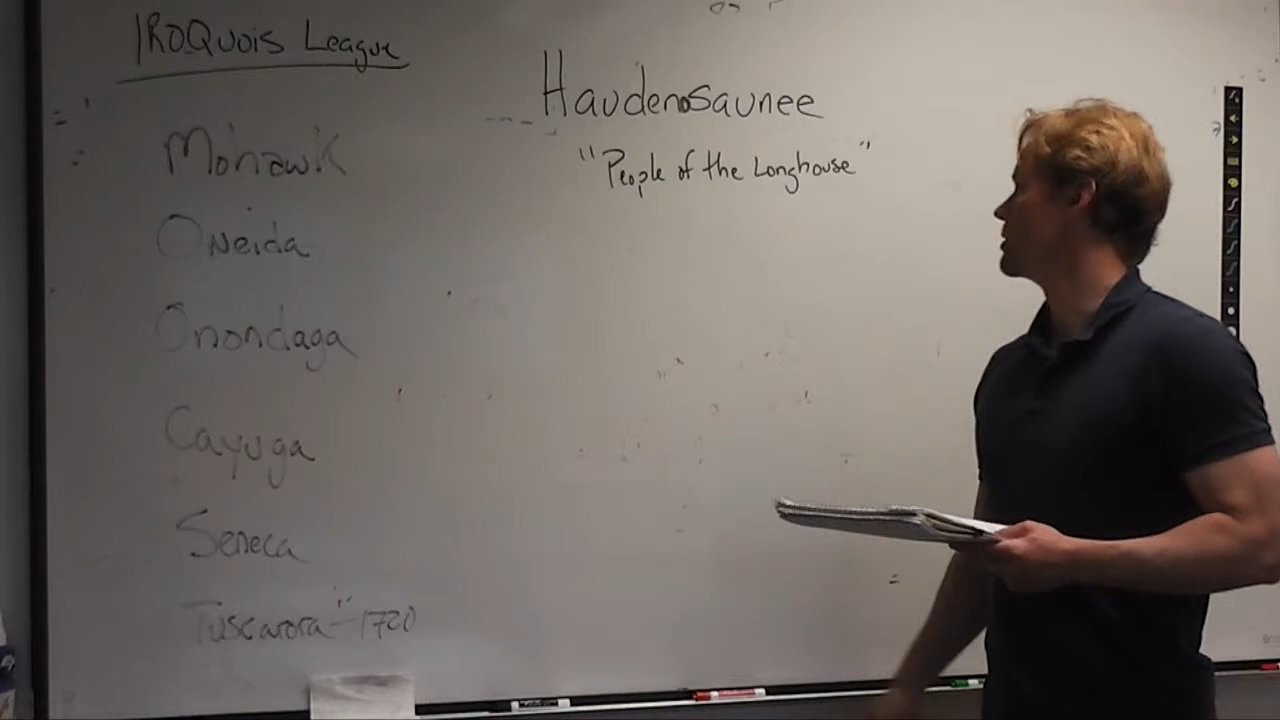 IROQuois League
Haudenosaunee
"People of the Longhouse"
Mohawk
Oneida
Onondaga
Cayuga
Seneca
Tuscarora - 1720